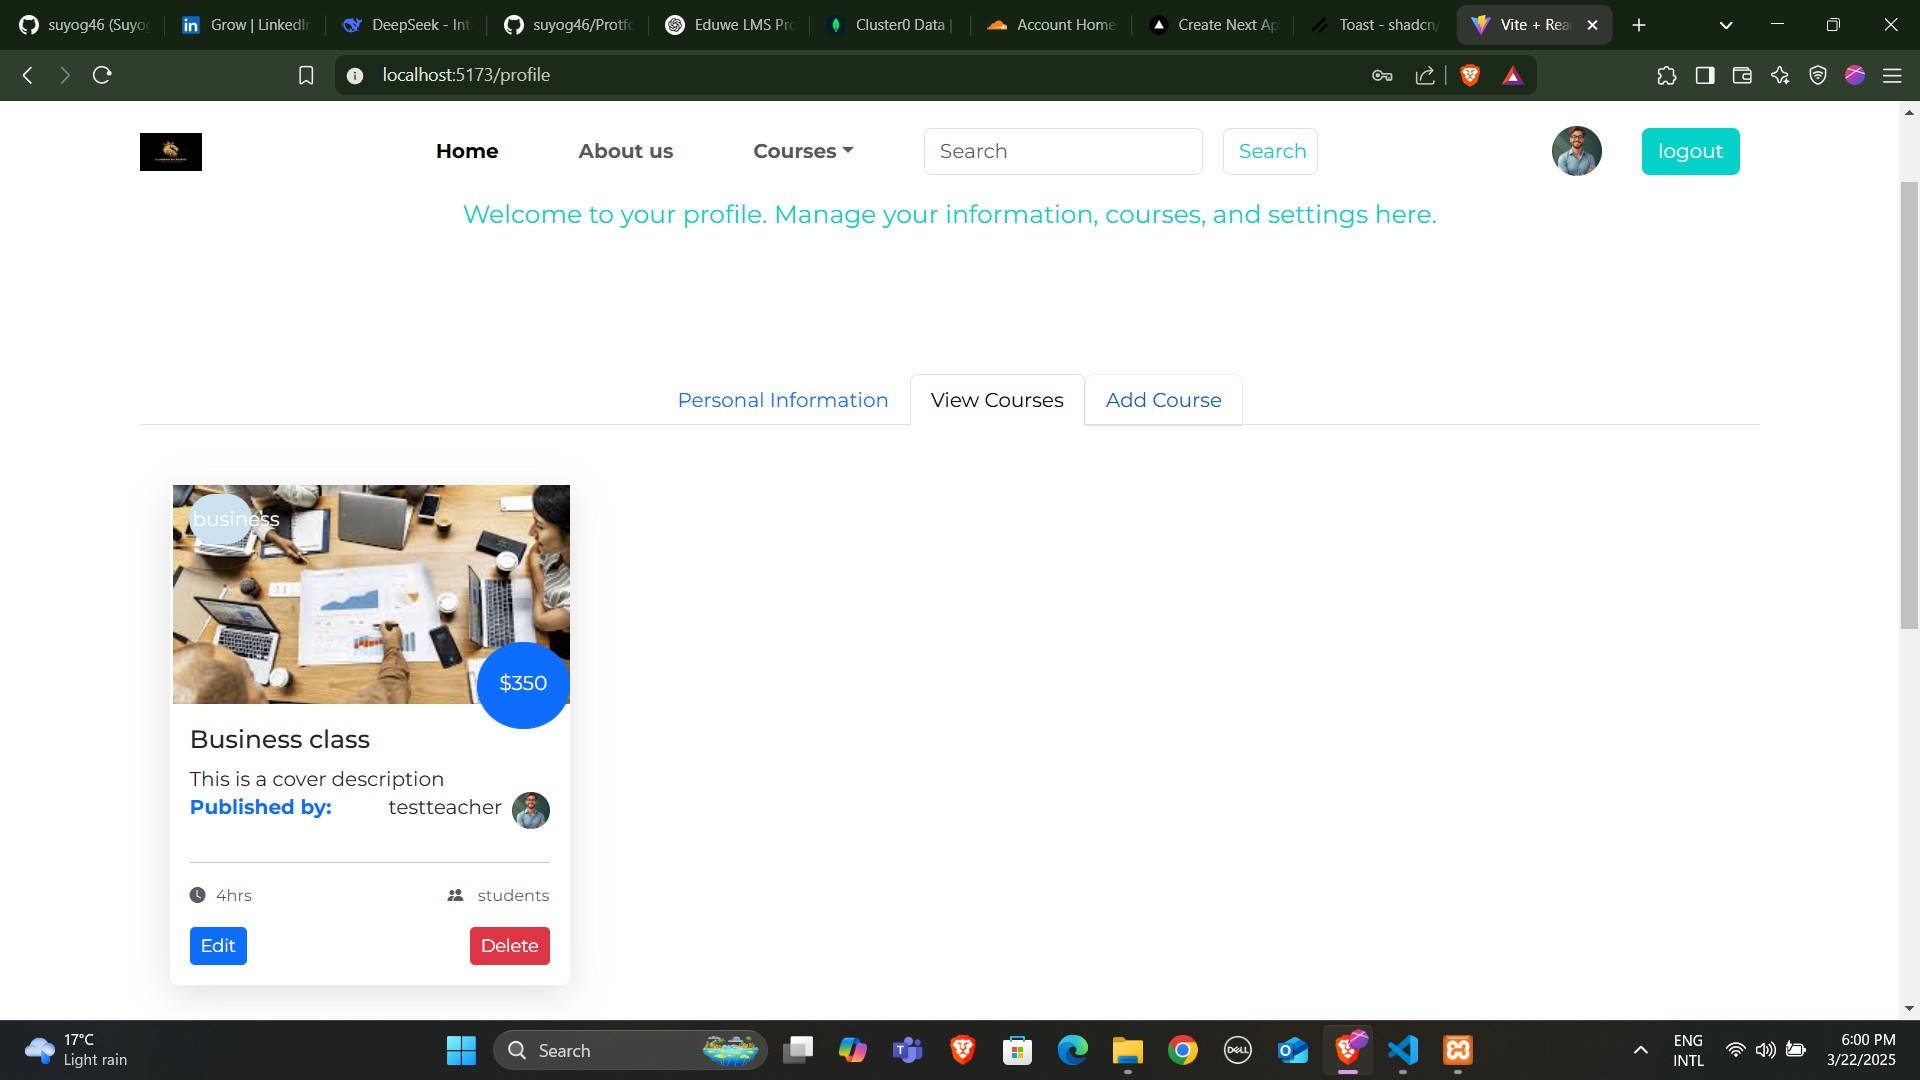 suyog46 (Suyog
Grow | LinkedIn
DeepSeek - Int
suyog46/Protfo
Eduwe LMS Pro
Cluster0 Data |
Account Home
Create Next Ap
Toast - shadcn/
Vite + Rea
localhost:5173/profile
Home
About us
Courses
Search
Search
logout
Welcome to your profile. Manage your information, courses, and settings here.
Personal Information
View Courses
Add Course
business
$350
Business class
This is a cover description
Published by:
testteacher
4hrs
students
Edit
Delete
17°C
Light rain
Search
DELL
ENG
INTL
6:00 PM
3/22/2025